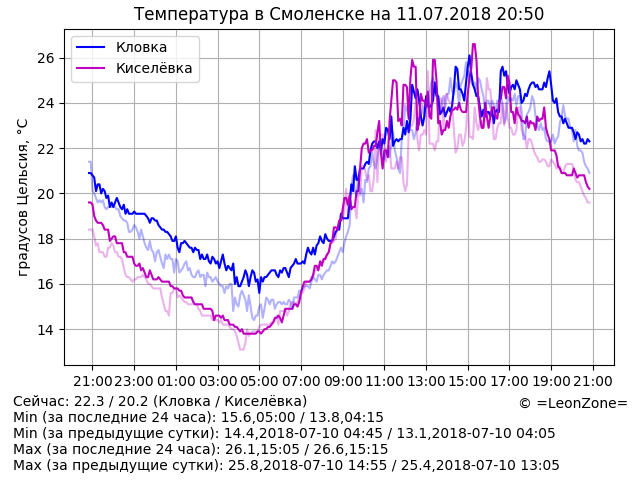 Температура в Смоленске на 11.07.2018 20:50
Кловка
Киселёвка
градусов Цельсия, °C
26
24
22
20
18
16
14
21:00 23:00 01:00 03:00 05:00 07:00 09:00 11:00 13:00 15:00 17:00 19:00 21:00
Сейчас: 22.3 / 20.2 (Кловка / Киселёвка)
© =LeonZone=
Min (за последние 24 часа): 15.6,05:00 / 13.8,04:15
Min (за предыдущие сутки): 14.4,2018-07-10 04:45 / 13.1,2018-07-10 04:05
Max (за последние 24 часа): 26.1,15:05 / 26.6,15:15
Max (за предыдущие сутки): 25.8,2018-07-10 14:55 / 25.4,2018-07-10 13:05